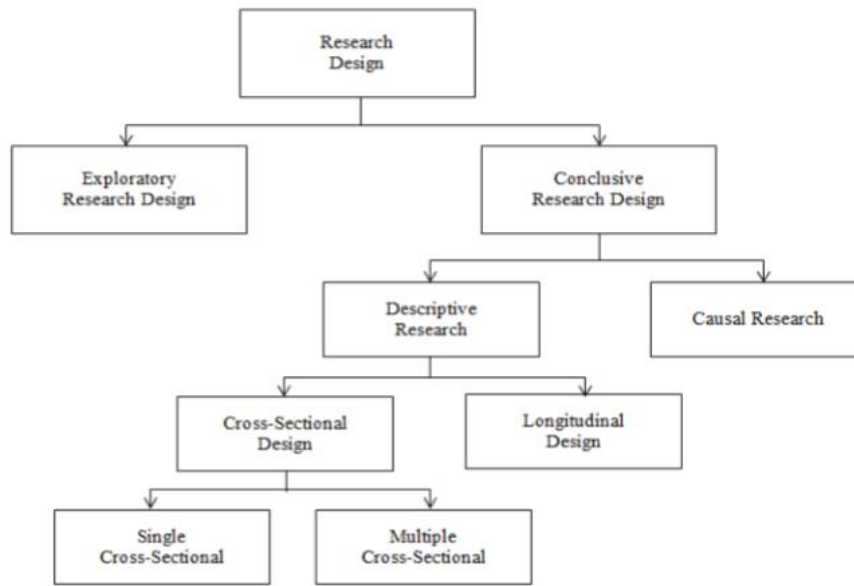 Research
Design
Exploratory
Research Design
Conclusive
Research Design
Descriptive
Research
Causal Research
Cross-Sectional
Design
Longitudinal
Design
Single
Cross-Sectional
Multiple
Cross-Sectional